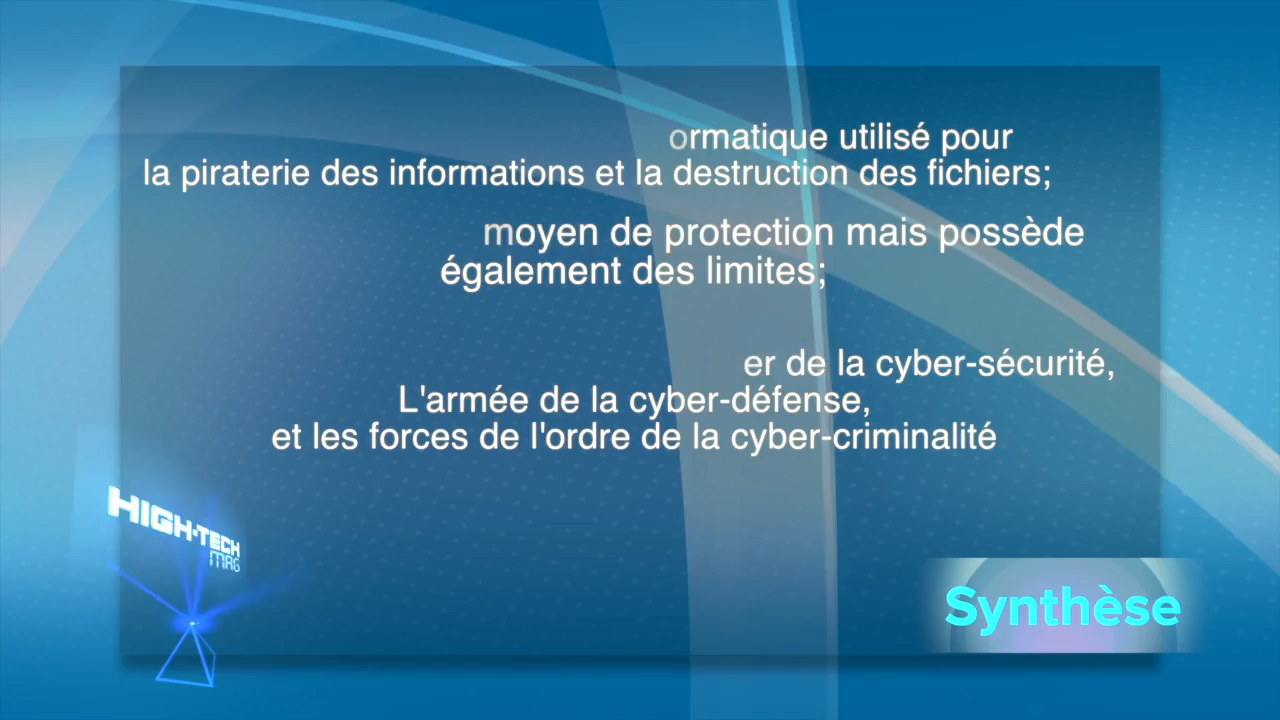 ormatique utilisé pour
la piraterie des informations et la destruction des fichiers;
moyen de protection mais possède
également des limites;
er de la cyber-sécurité,
L'armée de la cyber-défense,
et les forces de l'ordre de la cyber-criminalité
HIGH-TECH
MAG
Synthèse